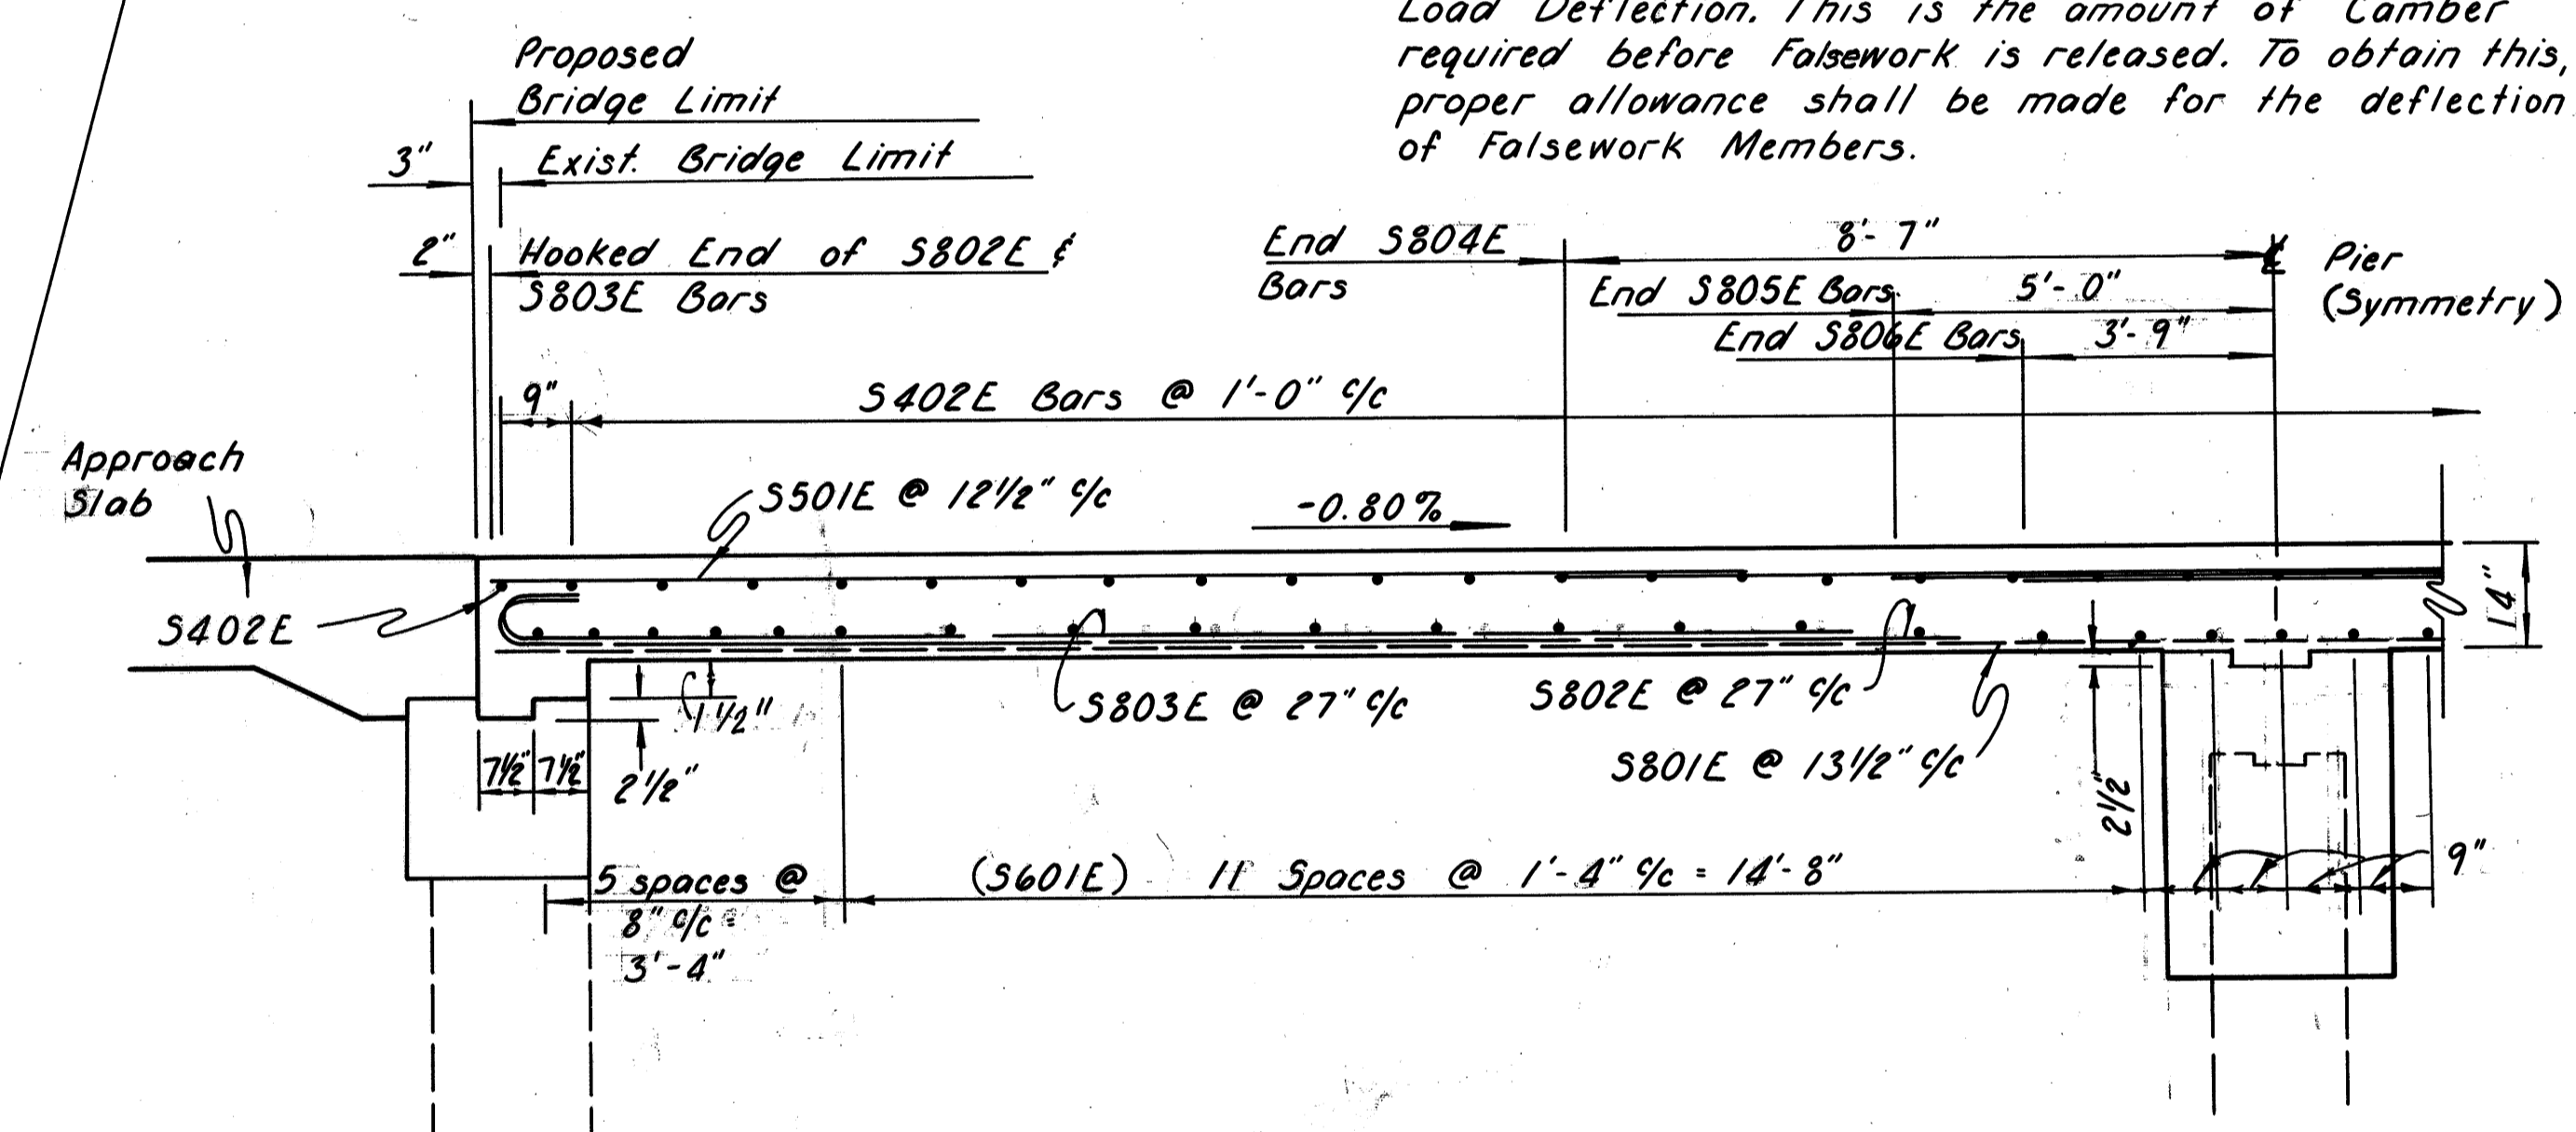 Load Deflection. This is the amount of Camber
required before Falsework is released. To obtain this,
proper allowance shall be made for the deflection
of Falsework Members.
Proposed
Bridge Limit
3"
Exist. Bridge Limit
2"
Hooked End of S802E &
S803E Bars
End S804E
Bars
8'-7"
℄ Pier
(Symmetry)
End S805E Bars
5'-0"
End S806E Bars
3'-9"
9"
S402E Bars @ 1'-0" c/c
Approach
Slab
S501E @ 12½" c/c
-0.80%
S402E
14"
1½"
S803E @ 27" c/c
S802E @ 27" c/c
S801E @ 13½" c/c
7½"
7½"
2½"
2½"
5 spaces @
8" c/c =
3'-4"
(S601E) 11 Spaces @ 1'-4" c/c = 14'-8"
9"